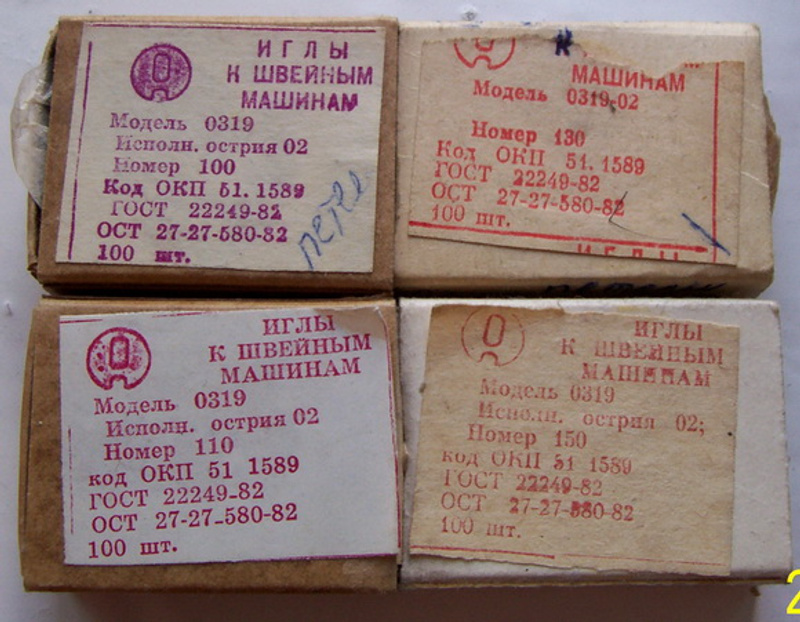 ИГЛЫ
К ШВЕЙНЫМ
МАШИНАМ
Модель 0319
Исполн. острия 02
Номер 100
Код ОКП 51. 1589
ГОСТ 22249-82
ОСТ 27-27-580-82
100 шт.
К
МАШИНАМ
Модель 0319-02
Номер 130
Код ОКП 51. 1589
ГОСТ 22249-82
ОСТ 27-27-580-82
100 шт.
ИГЛЫ
ИГЛЫ
К ШВЕЙНЫМ
МАШИНАМ
Модель 0319
Исполн. острия 02
Номер 110
код ОКП 51 1589
ГОСТ 22249-82
ОСТ 27-27-580-82
100 шт.
ИГЛЫ
К ШВЕЙНЫМ
МАШИНАМ
Модель 0319
Исполн. острия 02;
Номер 150
код ОКП 51 1589
ГОСТ 22249-82
ОСТ 27-27-580-82
100 шт.
2